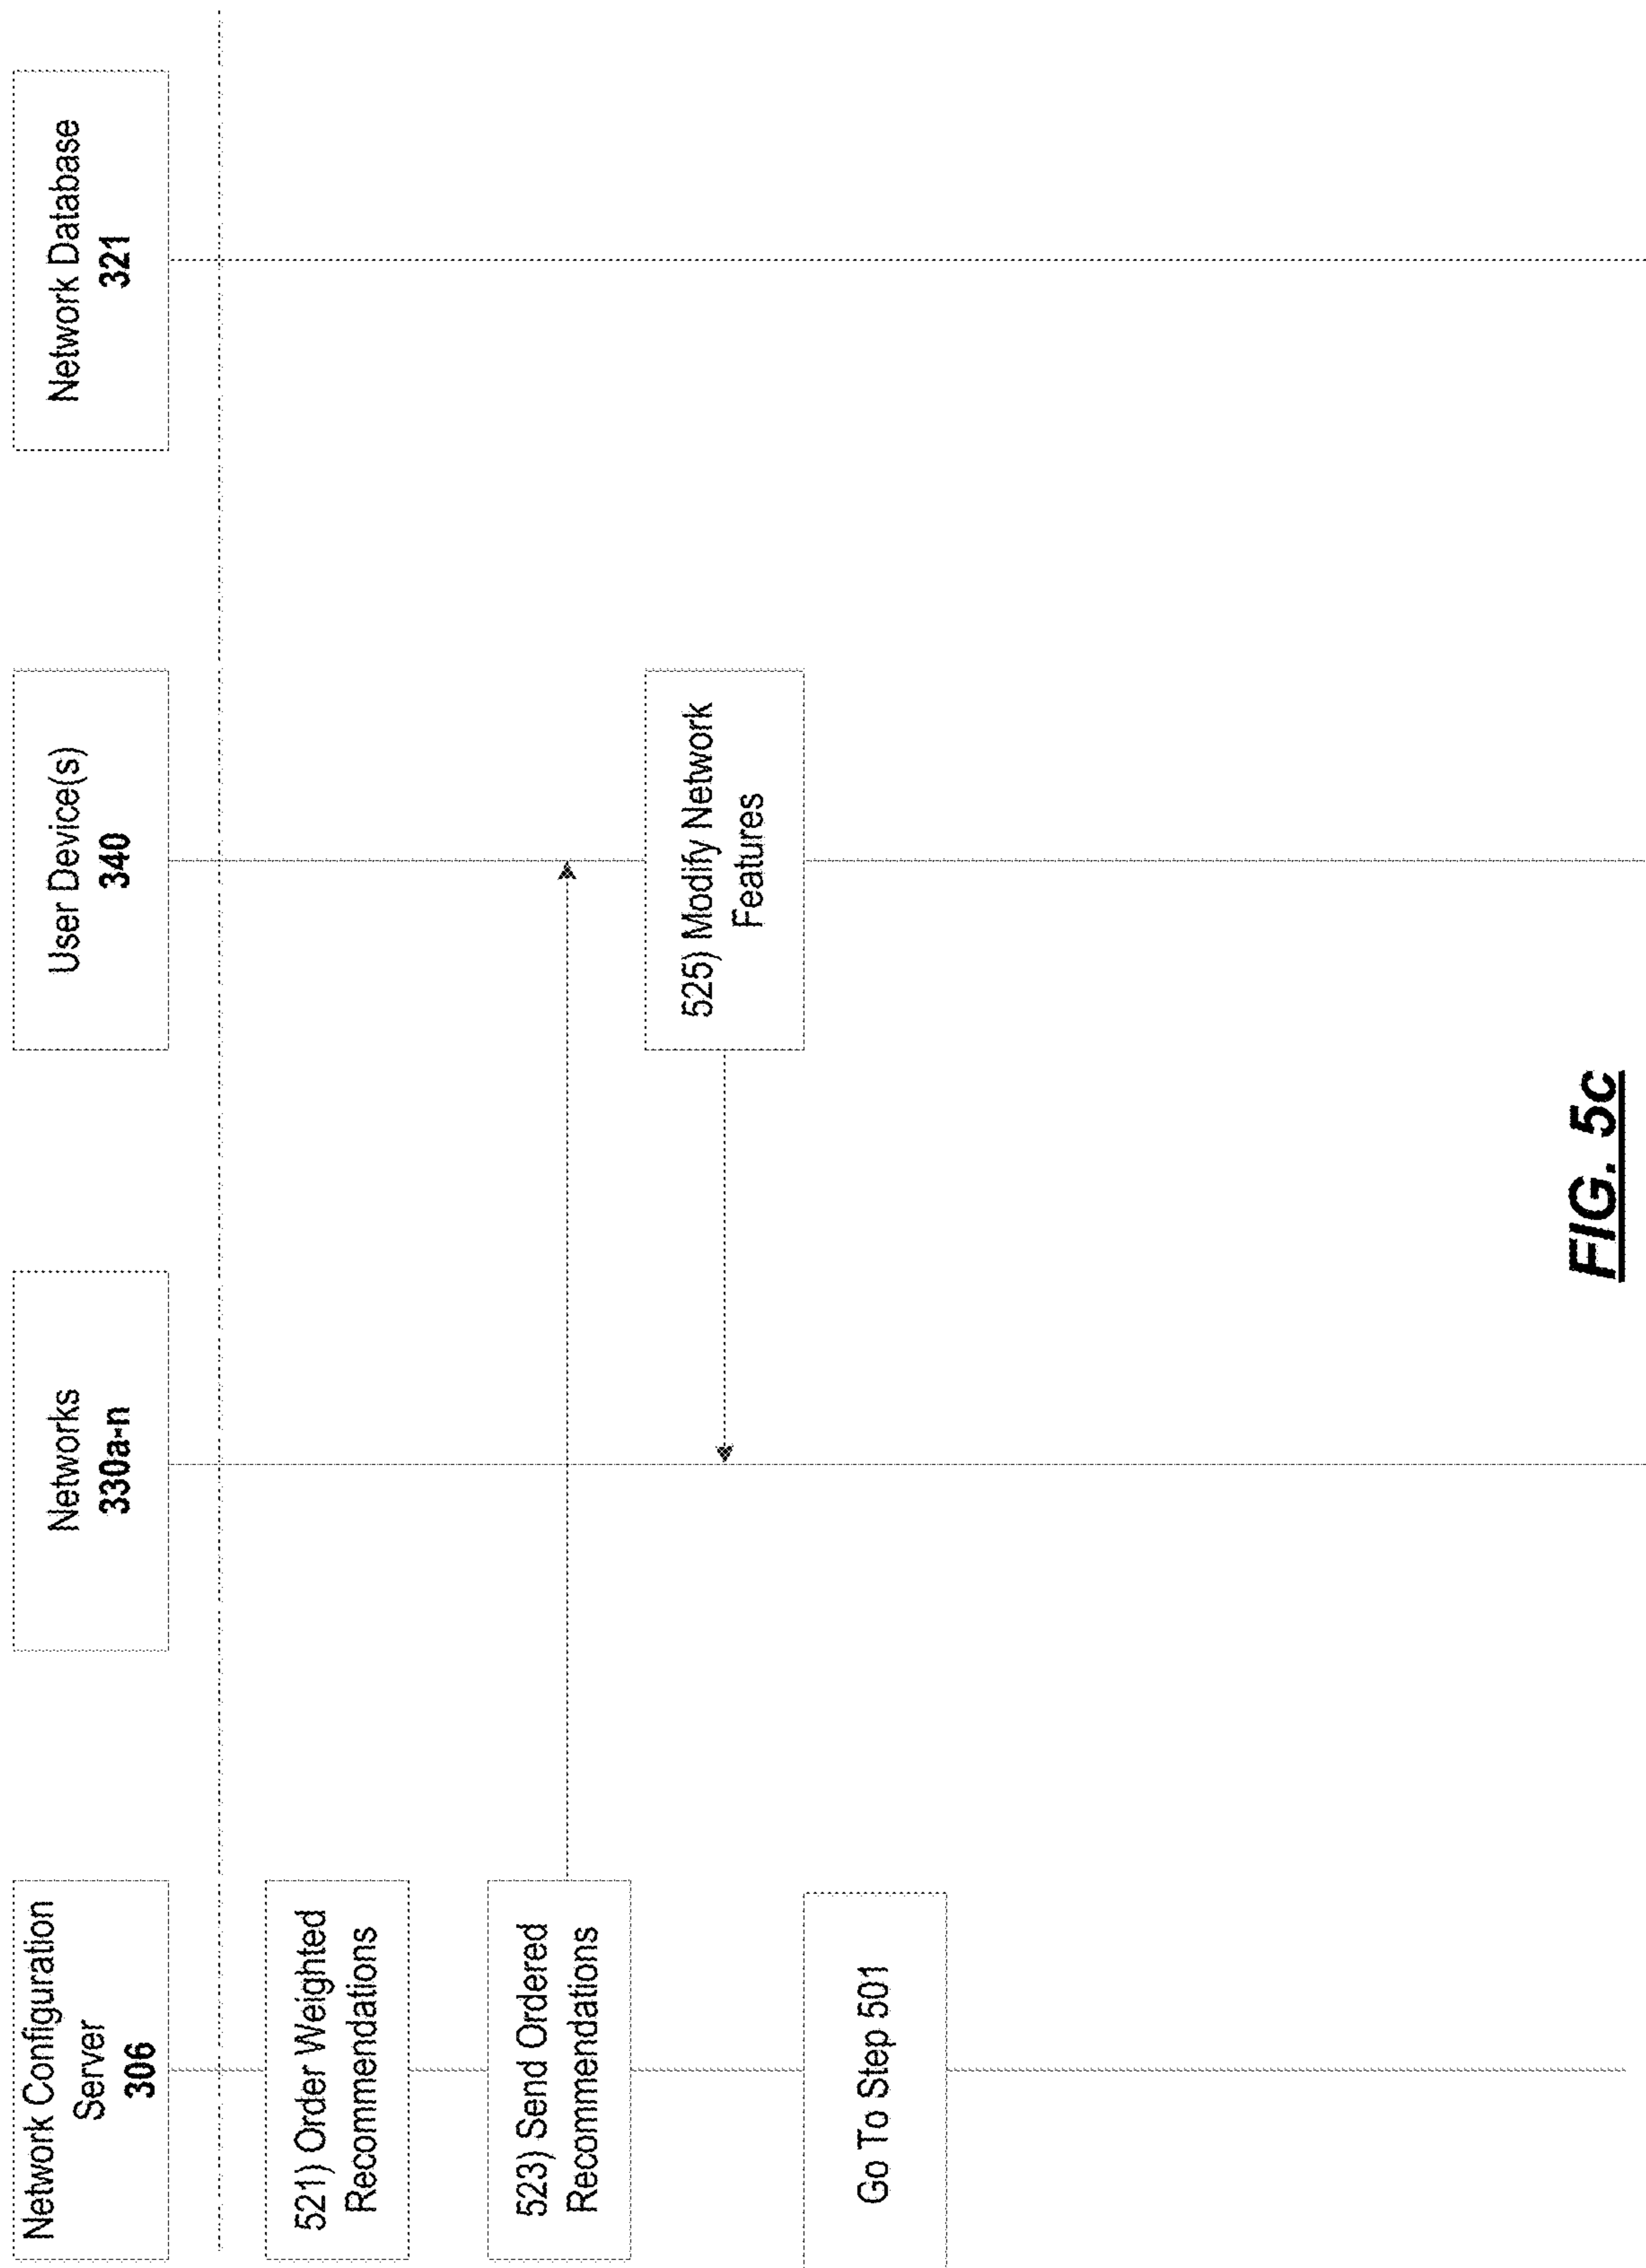 Network Configuration
Server
306
Networks
330a-n
User Device(s)
340
Network Database
321
521) Order Weighted
Recommendations
523) Send Ordered
Recommendations
525) Modify Network
Features
Go To Step 501
FIG. 5c